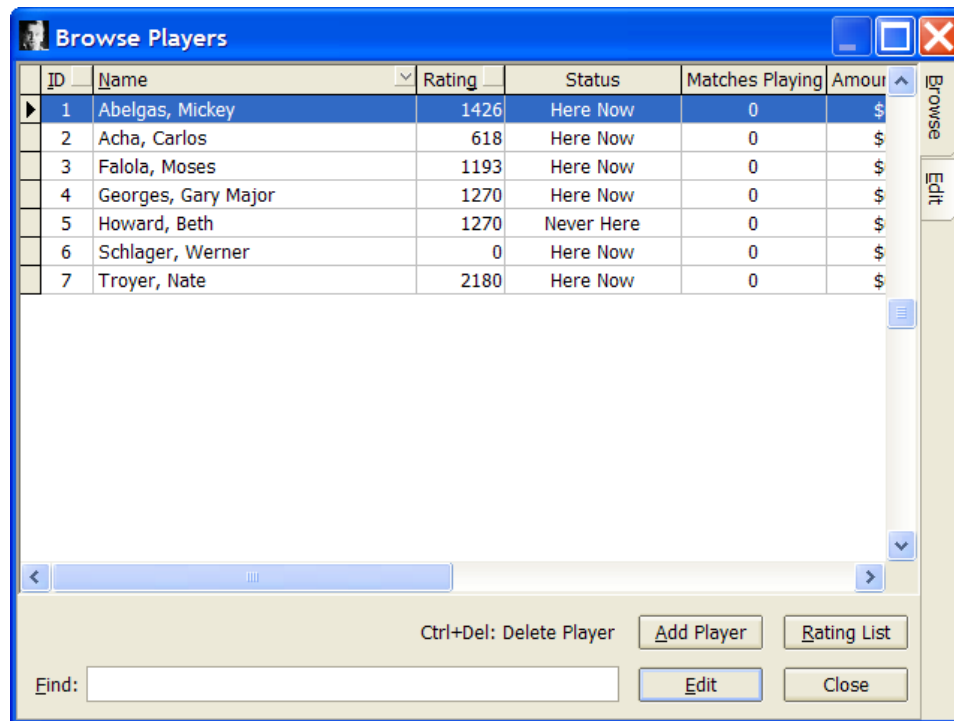 Browse Players
ID Name Rating Status Matches Playing Amour
1 Abelgas, Mickey 1426 Here Now 0 $
2 Acha, Carlos 618 Here Now 0 $
3 Falola, Moses 1193 Here Now 0 $
4 Georges, Gary Major 1270 Here Now 0 $
5 Howard, Beth 1270 Never Here 0 $
6 Schlager, Werner 0 Here Now 0 $
7 Troyer, Nate 2180 Here Now 0 $
Browse
Edit
Ctrl+Del: Delete Player Add Player Rating List
Find: Edit Close